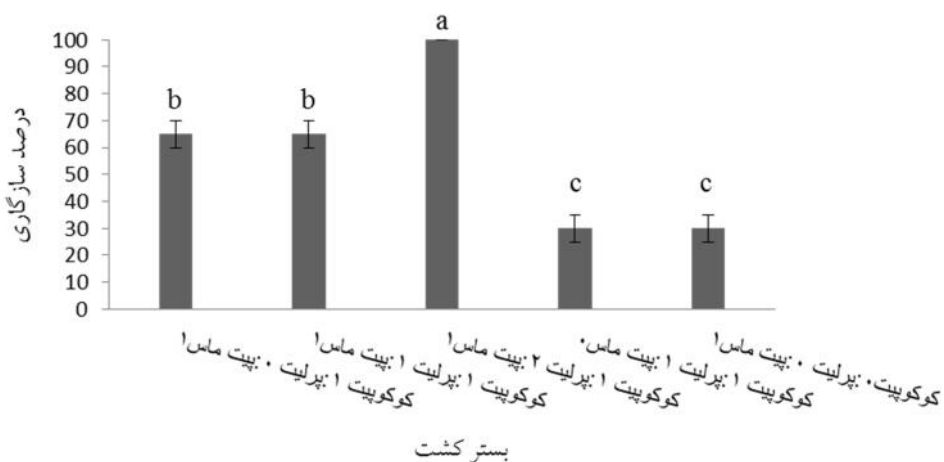 a
b
b
c
c
درصد سازگاری
100
90
80
70
60
50
40
30
20
10
0
کوکوپیت ۱ :پرلیت ۰ :پیت ماس۱
کوکوپیت ۱ :پرلیت ۱ :پیت ماس۱
کوکوپیت ۱ :پرلیت ۲ :پیت ماس۱
کوکوپیت ۱ :پرلیت ۱ :پیت ماس۰
کوکوپیت۰ :پرلیت ۰ :پیت ماس۱
بستر کشت